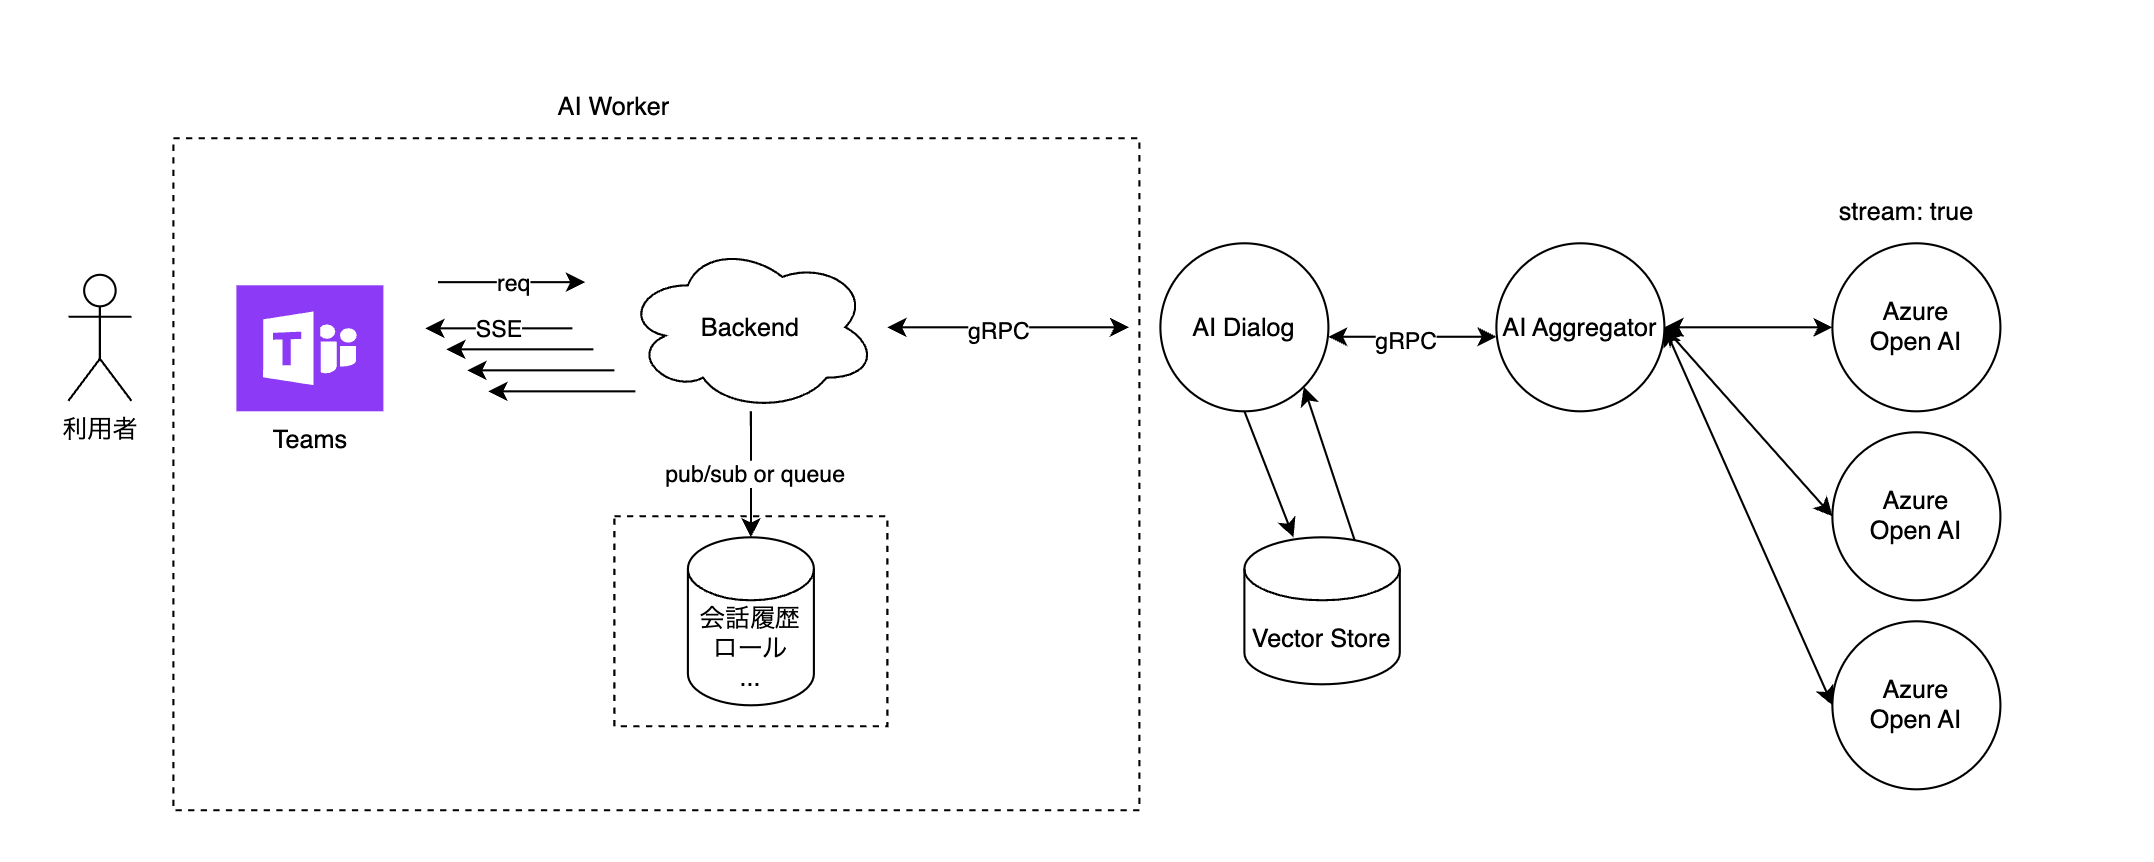 AI Worker
stream: true
req
SSE
Backend
gRPC
AI Dialog
gRPC
AI Aggregator
Azure
Open AI
利用者
T
Teams
pub/sub or queue
Azure
Open AI
会話履歴
ロール
...
Vector Store
Azure
Open AI